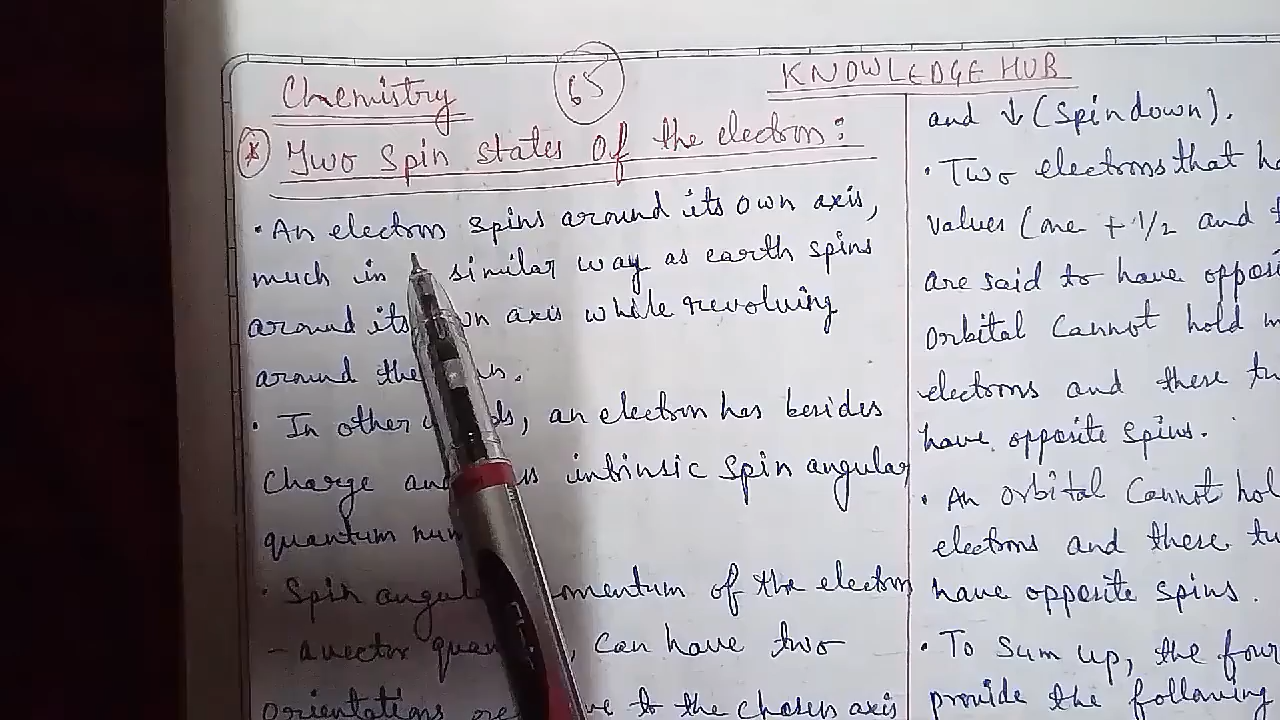 Chemistry
65
KNOWLEDGE HUB
Two Spin states Of the electron:
• An electron spins around its own axis,
much in similar way as earth spins
around its axis while revolving
around the
• In other, an electron has besides
Charge intrinsic spin angular
quantum
• Spin of the electron
- a vector, can have two
orientations to the chosen axis
and ↓ (Spin down).
• Two electrons that
values (one + 1/2 and
are said to have
Orbital Cannot hold
electrons and these
have opposite spins.
• An orbital Cannot
electrons and these
have opposite spins.
• To Sum up, the four
provide the following